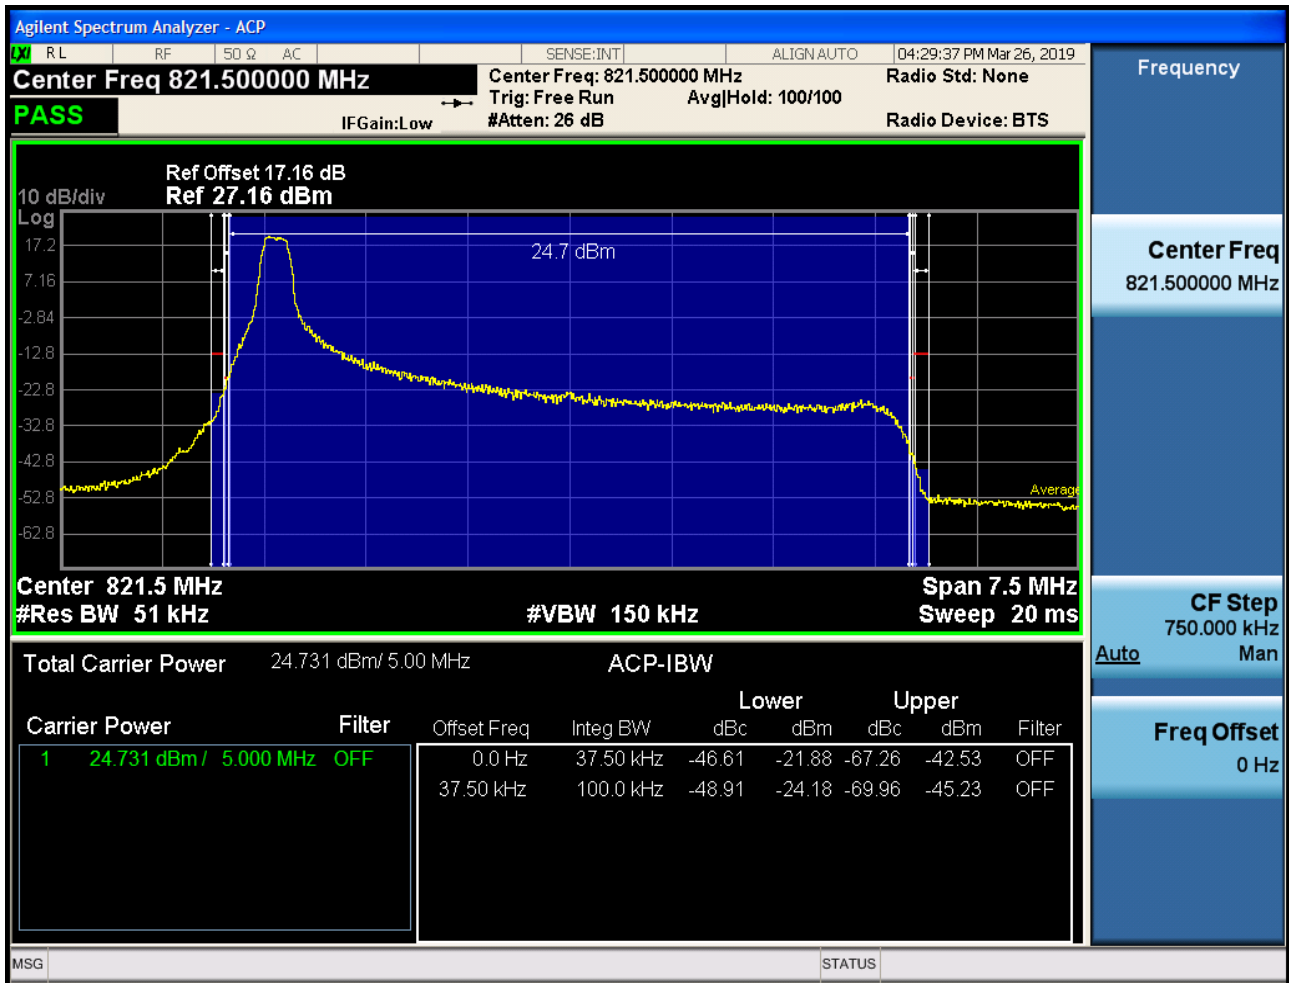 Agilent Spectrum Analyzer - ACP
LXI RL RF 50 Ω AC SENSE:INT ALIGN AUTO 04:29:37 PM Mar 26, 2019
Center Freq 821.500000 MHz
Center Freq: 821.500000 MHz Radio Std: None
Trig: Free Run Avg|Hold: 100/100
PASS IFGain:Low #Atten: 26 dB Radio Device: BTS
Ref Offset 17.16 dB
10 dB/div Ref 27.16 dBm
Log
17.2
24.7 dBm
7.16
-2.84
-12.8
-22.8
-32.8
-42.8
Average
-52.8
-62.8
Center 821.5 MHz Span 7.5 MHz
#Res BW 51 kHz #VBW 150 kHz Sweep 20 ms
Total Carrier Power 24.731 dBm/ 5.00 MHz ACP-IBW
Lower Upper
Carrier Power Filter Offset Freq Integ BW dBc dBm dBc dBm Filter
1 24.731 dBm / 5.000 MHz OFF 0.0 Hz 37.50 kHz -46.61 -21.88 -67.26 -42.53 OFF
37.50 kHz 100.0 kHz -48.91 -24.18 -69.96 -45.23 OFF
MSG STATUS
Frequency
Center Freq
821.500000 MHz
CF Step
750.000 kHz
Auto Man
Freq Offset
0 Hz